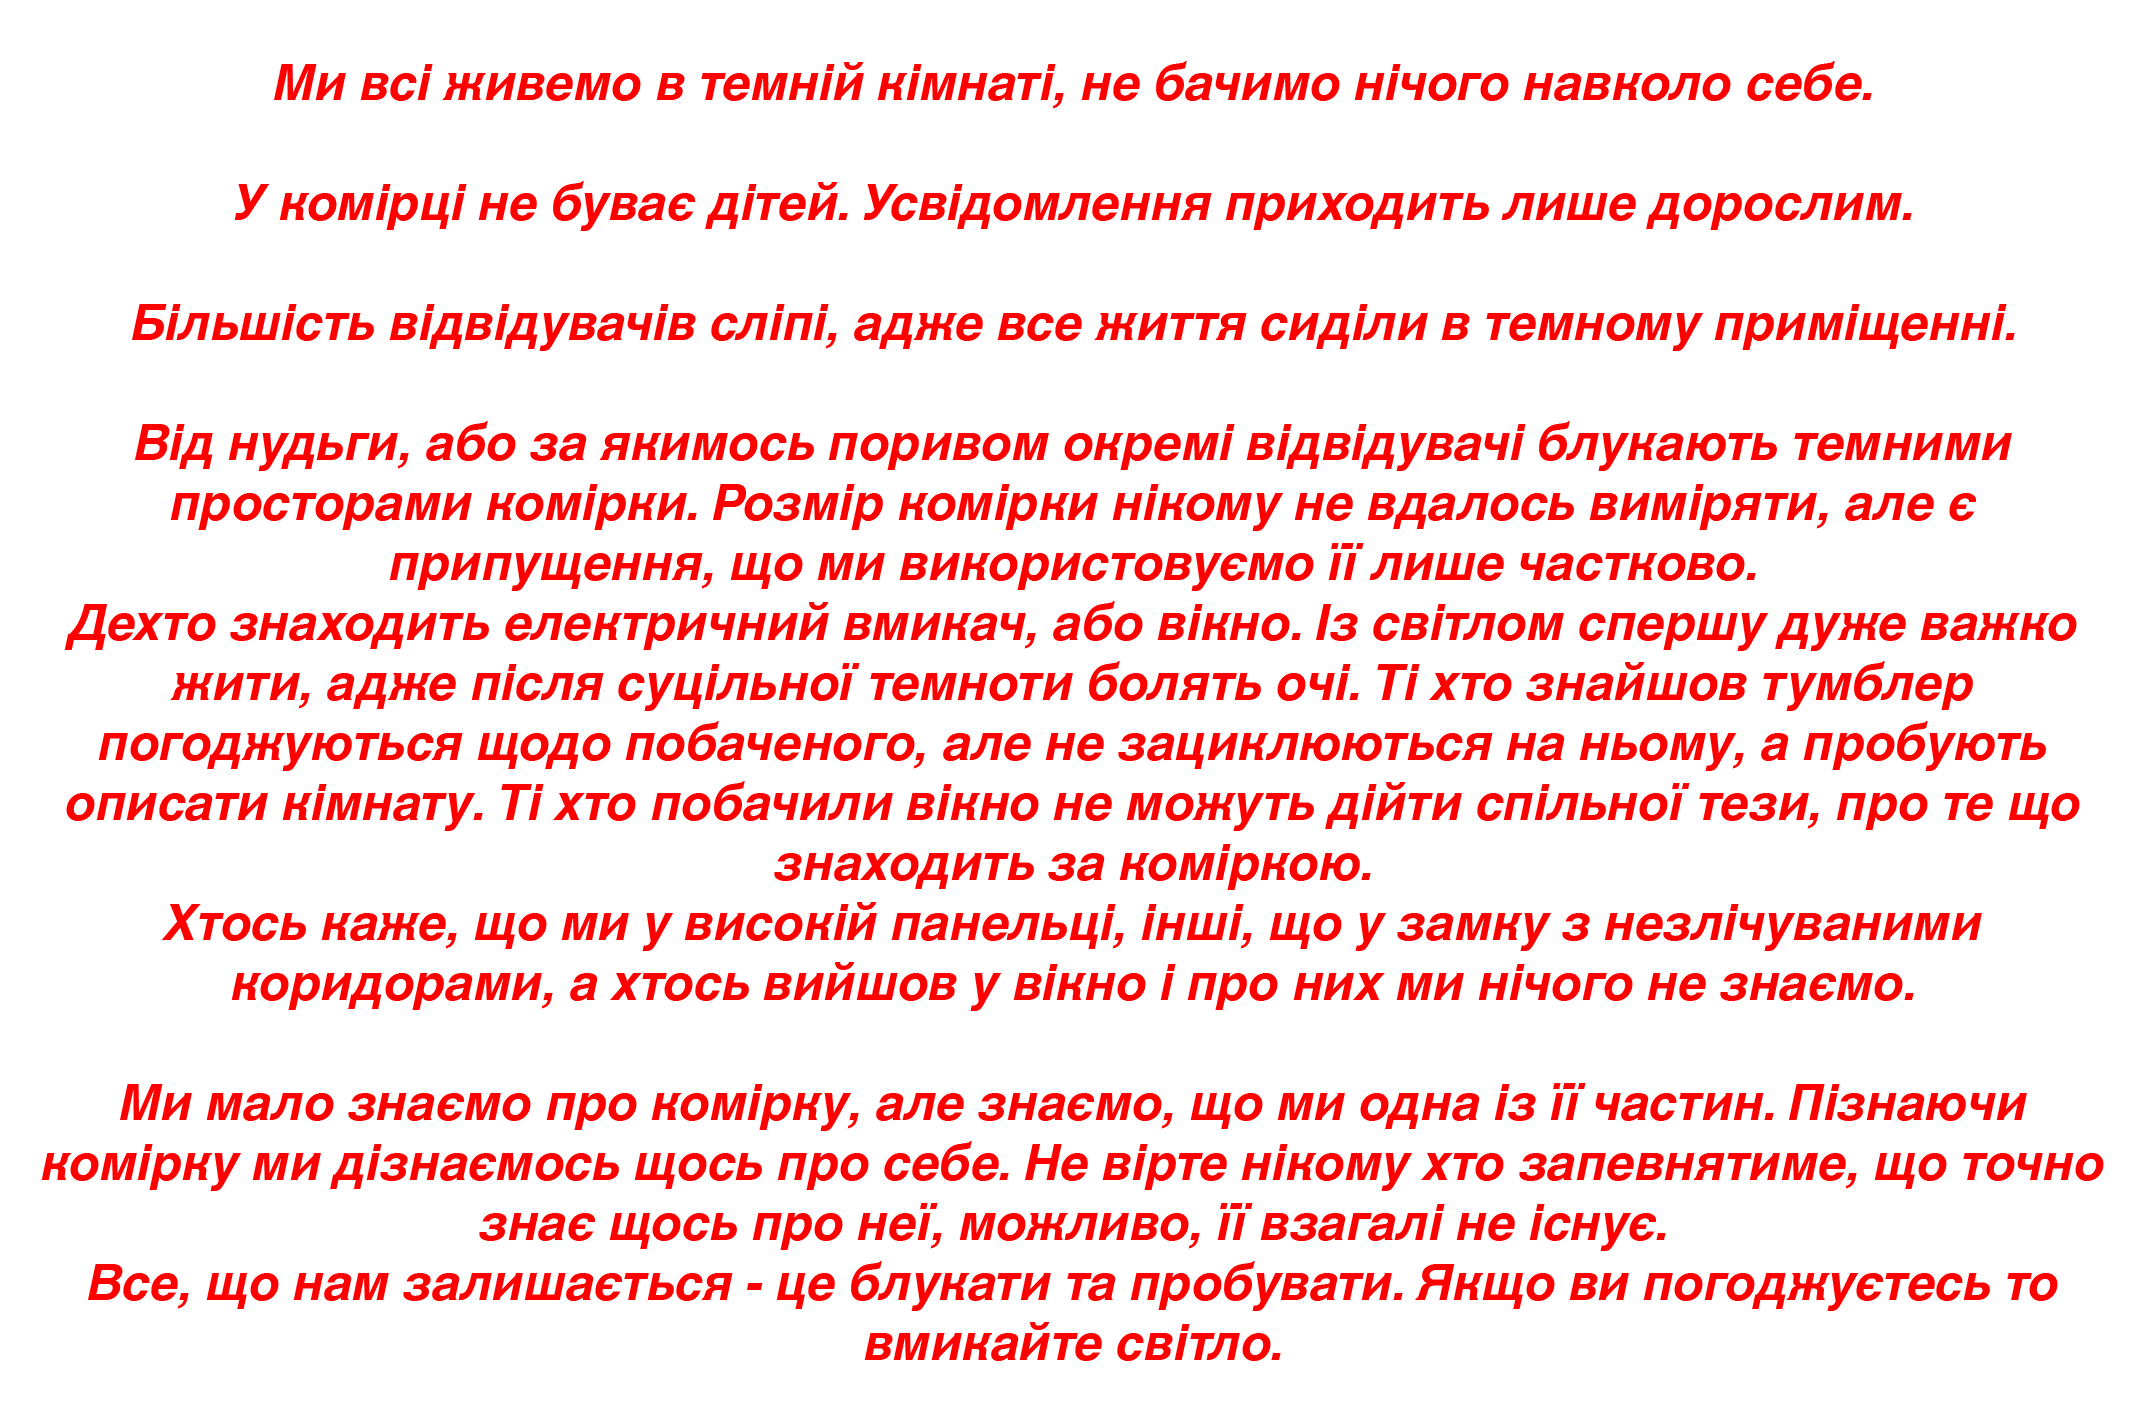 Ми всі живемо в темній кімнаті, не бачимо нічого навколо себе.
У комірці не буває дітей. Усвідомлення приходить лише дорослим.
Більшість відвідувачів сліпі, адже все життя сиділи в темному приміщенні.
Від нудьги, або за якимось поривом окремі відвідувачі блукають темними
просторами комірки. Розмір комірки нікому не вдалось виміряти, але є
припущення, що ми використовуємо її лише частково.
Дехто знаходить електричний вмикач, або вікно. Із світлом спершу дуже важко
жити, адже після суцільної темноти болять очі. Ті хто знайшов тумблер
погоджуються щодо побаченого, але не зациклюються на ньому, а пробують
описати кімнату. Ті хто побачили вікно не можуть дійти спільної тези, про те що
знаходить за коміркою.
Хтось каже, що ми у високій панельці, інші, що у замку з незлічуваними
коридорами, а хтось вийшов у вікно і про них ми нічого не знаємо.
Ми мало знаємо про комірку, але знаємо, що ми одна із її частин. Пізнаючи
комірку ми дізнаємось щось про себе. Не вірте нікому хто запевнятиме, що точно
знає щось про неї, можливо, її взагалі не існує.
Все, що нам залишається - це блукати та пробувати. Якщо ви погоджуєтесь то
вмикайте світло.